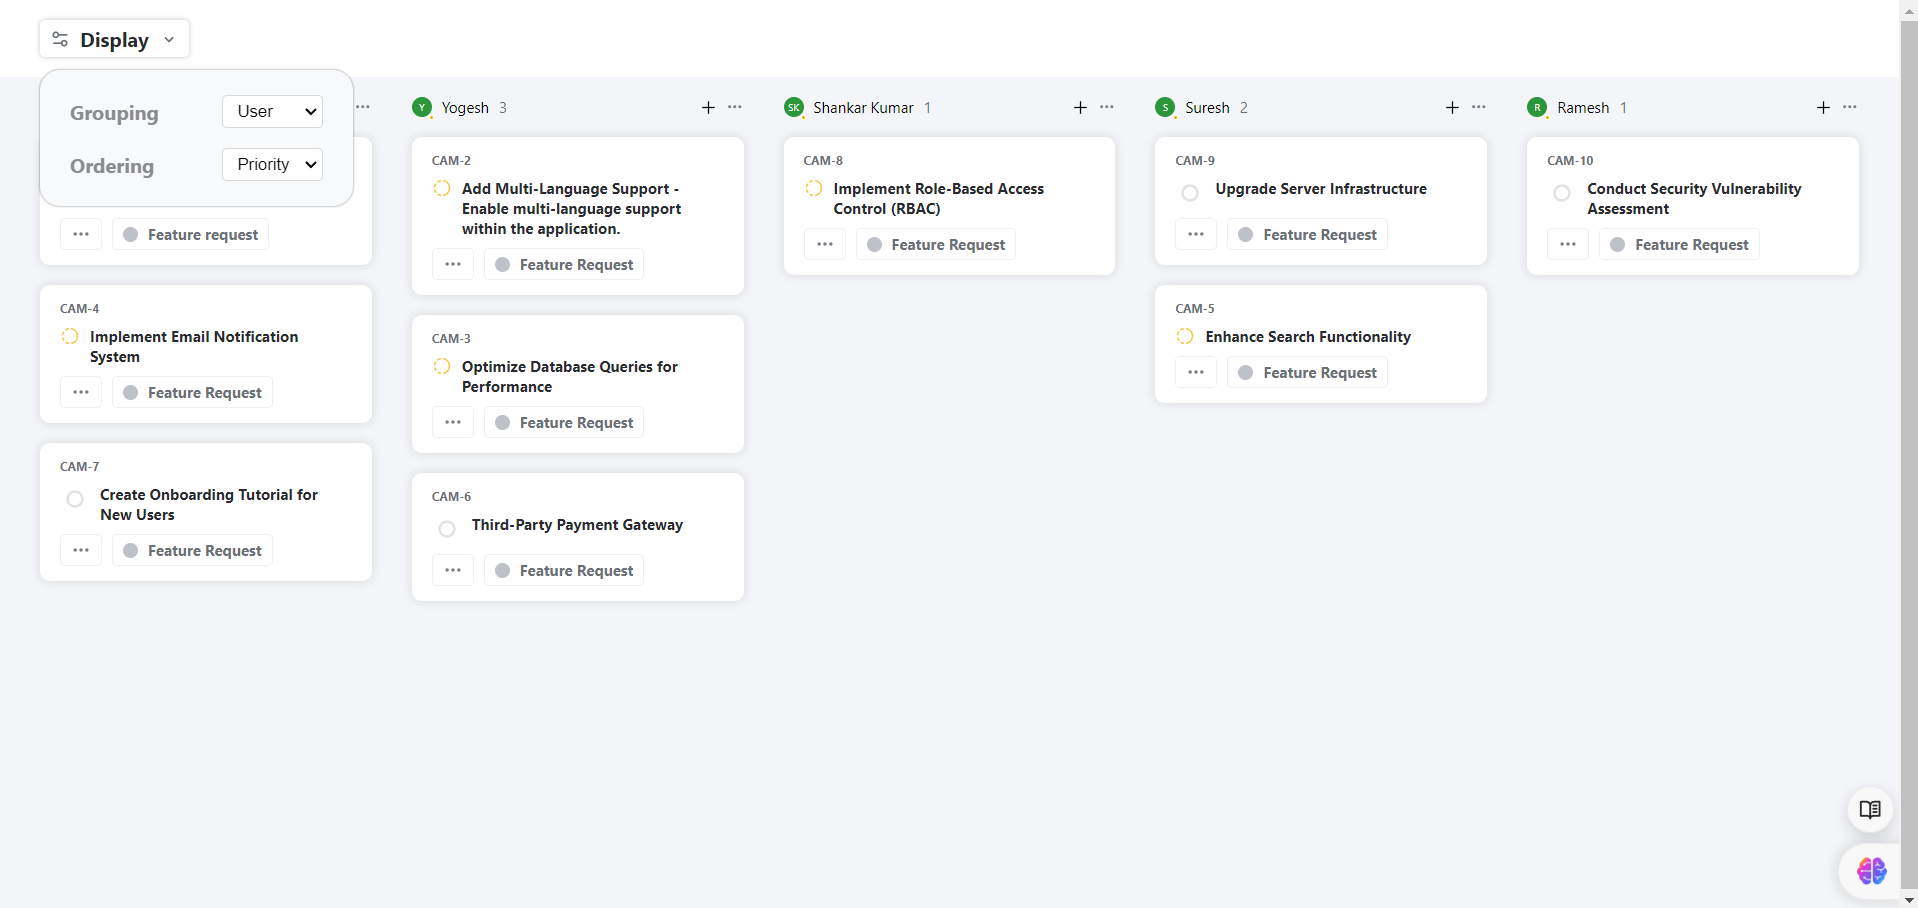 Display
Grouping
User
Ordering
Priority
Feature request
CAM-4
Implement Email Notification
System
Feature Request
CAM-7
Create Onboarding Tutorial for
New Users
Feature Request
Y
Yogesh 3
CAM-2
Add Multi-Language Support -
Enable multi-language support
within the application.
Feature Request
CAM-3
Optimize Database Queries for
Performance
Feature Request
CAM-6
Third-Party Payment Gateway
Feature Request
SK
Shankar Kumar 1
CAM-8
Implement Role-Based Access
Control (RBAC)
Feature Request
S
Suresh 2
CAM-9
Upgrade Server Infrastructure
Feature Request
CAM-5
Enhance Search Functionality
Feature Request
R
Ramesh 1
CAM-10
Conduct Security Vulnerability
Assessment
Feature Request